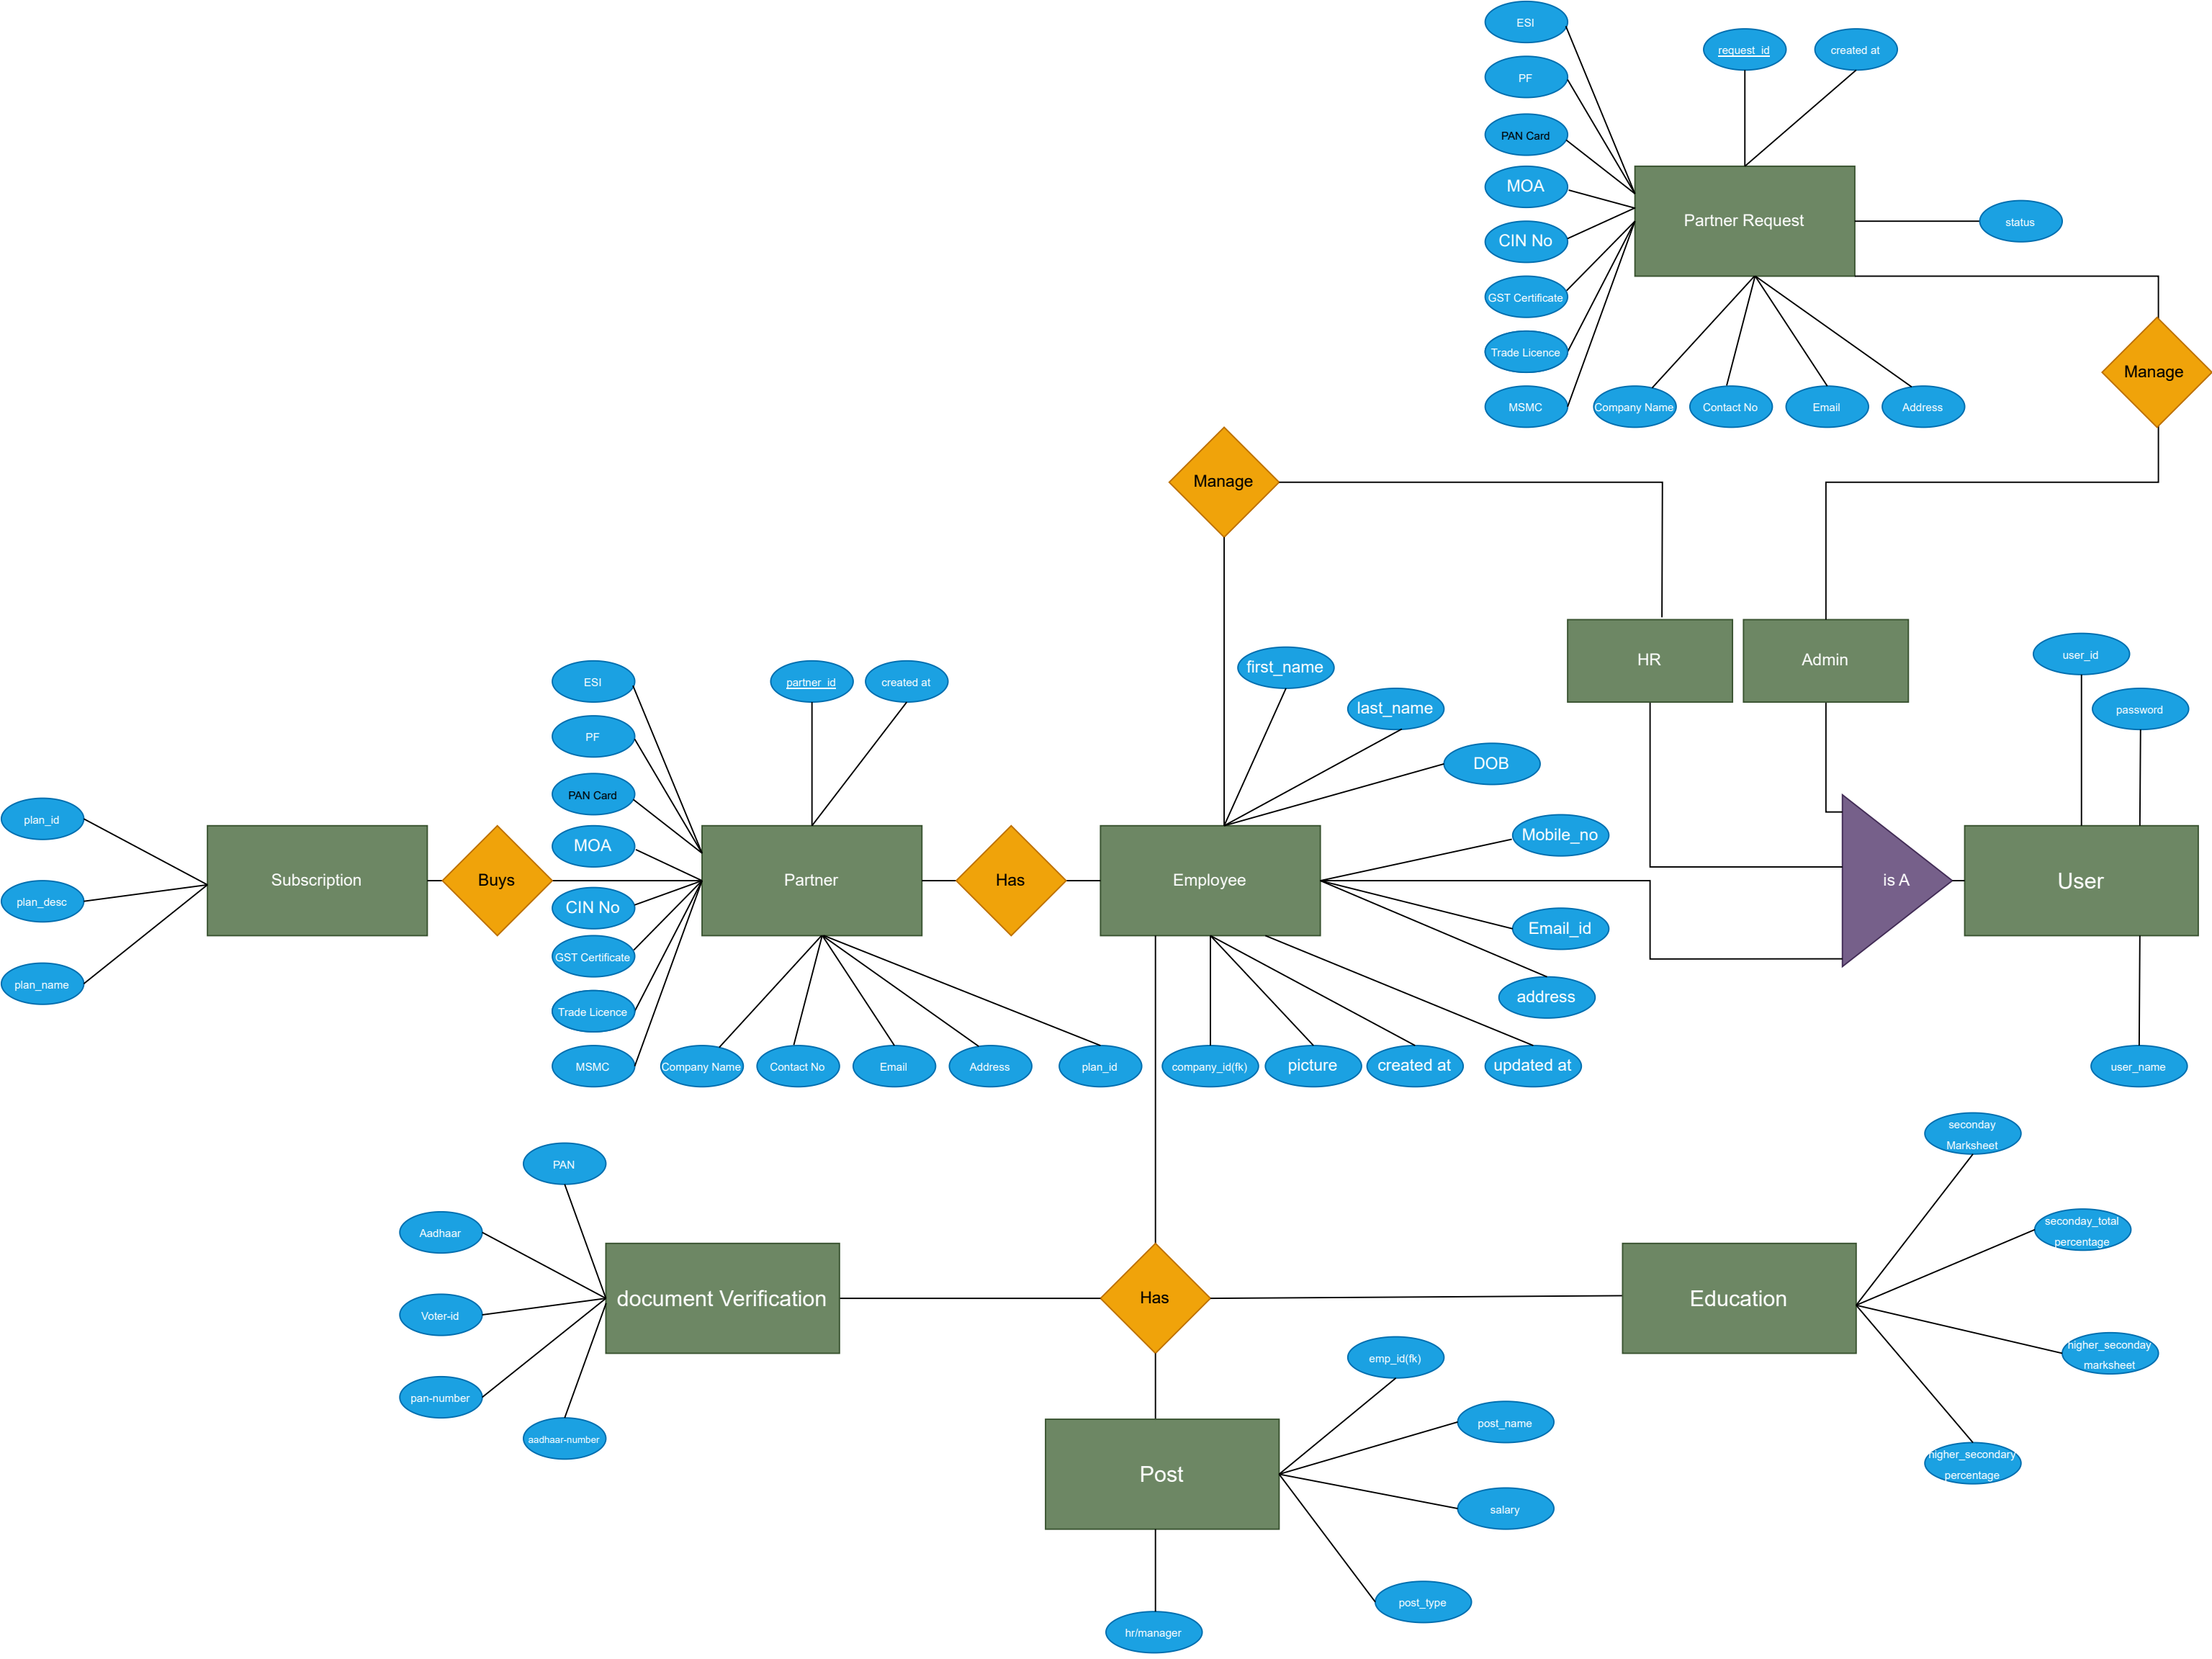 ESI
request_id
created at
PF
PAN Card
MOA
Partner Request
status
CIN No
GST Certificate
Trade Licence
Manage
MSMC
Company Name
Contact No
Email
Address
Manage
HR
Admin
user_id
first_name
ESI
partner_id
created at
last_name
password
PF
DOB
PAN Card
plan_id
MOA
Mobile_no
Subscription
Buys
Partner
Has
Employee
is A
User
plan_desc
CIN No
Email_id
GST Certificate
plan_name
address
Trade Licence
MSMC
Company Name
Contact No
Email
Address
plan_id
company_id(fk)
picture
created at
updated at
user_name
seconday
Marksheet
PAN
Aadhaar
seconday_total
percentage
document Verification
Has
Education
Voter-id
higher_seconday
marksheet
emp_id(fk)
pan-number
post_name
aadhaar-number
higher_secondary
percentage
Post
salary
post_type
hr/manager